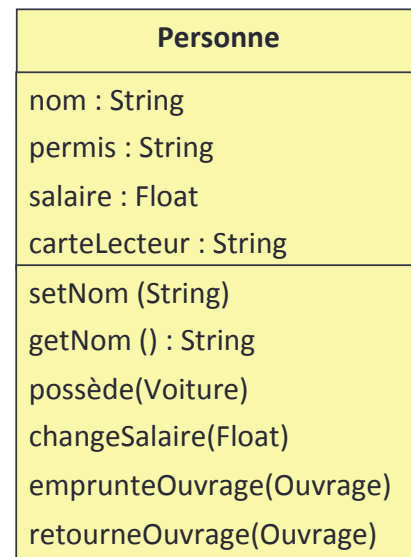 Personne
nom : String
permis : String
salaire : Float
carteLecteur : String
setNom (String)
getNom () : String
possède(Voiture)
changeSalaire(Float)
emprunteOuvrage(Ouvrage)
retourneOuvrage(Ouvrage)